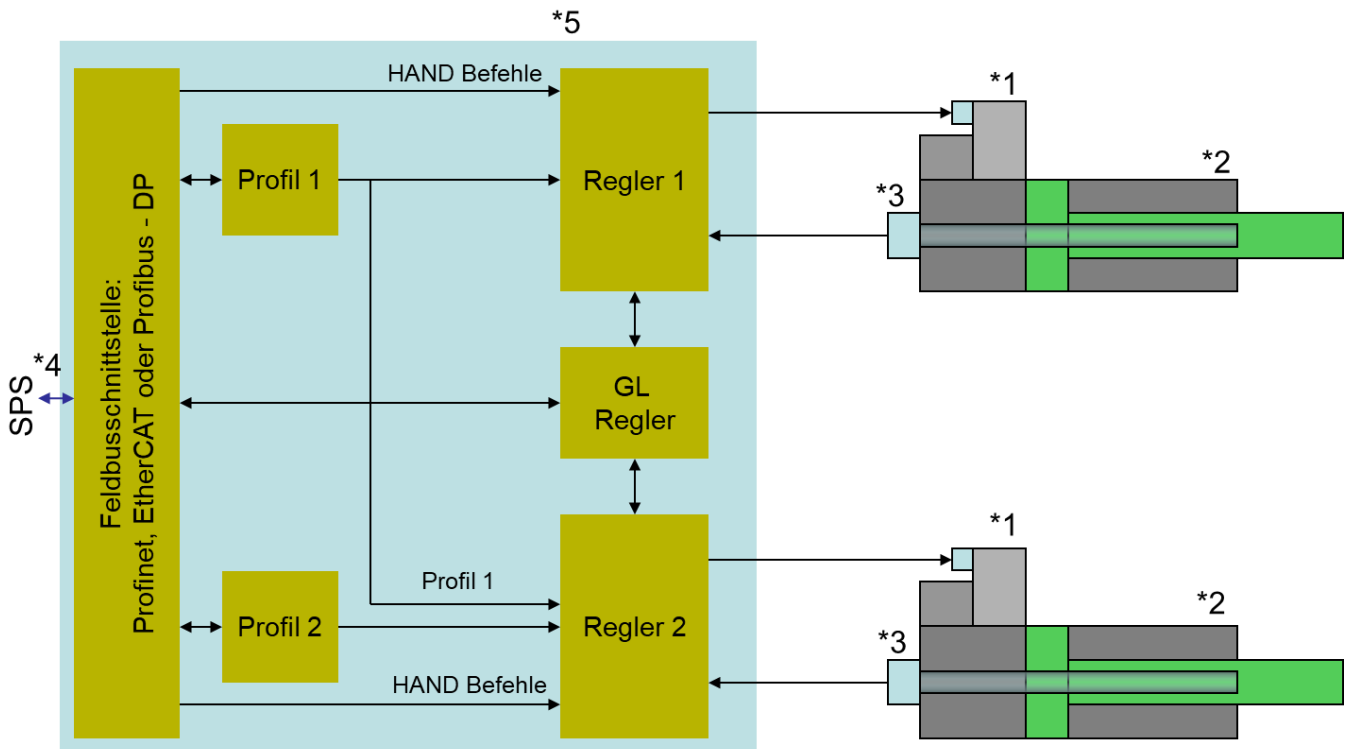 *5
HAND Befehle
*1
Profil 1
Regler 1
*2
*3
Feldbusschnittstelle:
Profinet, EtherCAT oder Profibus - DP
*4
SPS
GL
Regler
*1
Profil 1
*2
Profil 2
Regler 2
*3
HAND Befehle